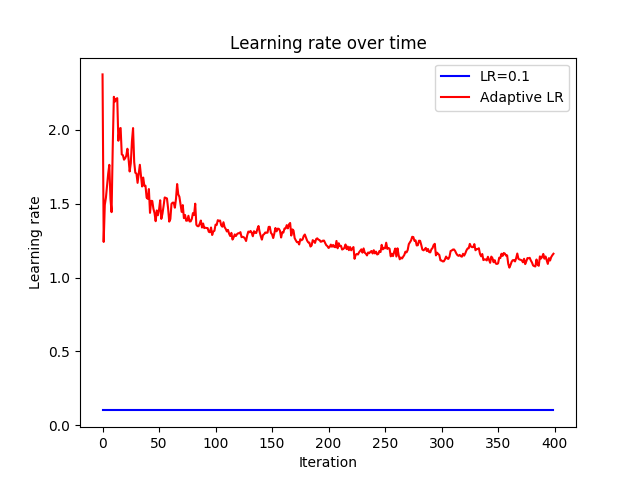 Learning rate over time
LR=0.1
Adaptive LR
Learning rate
2.0
1.5
1.0
0.5
0.0
0 50 100 150 200 250 300 350 400
Iteration